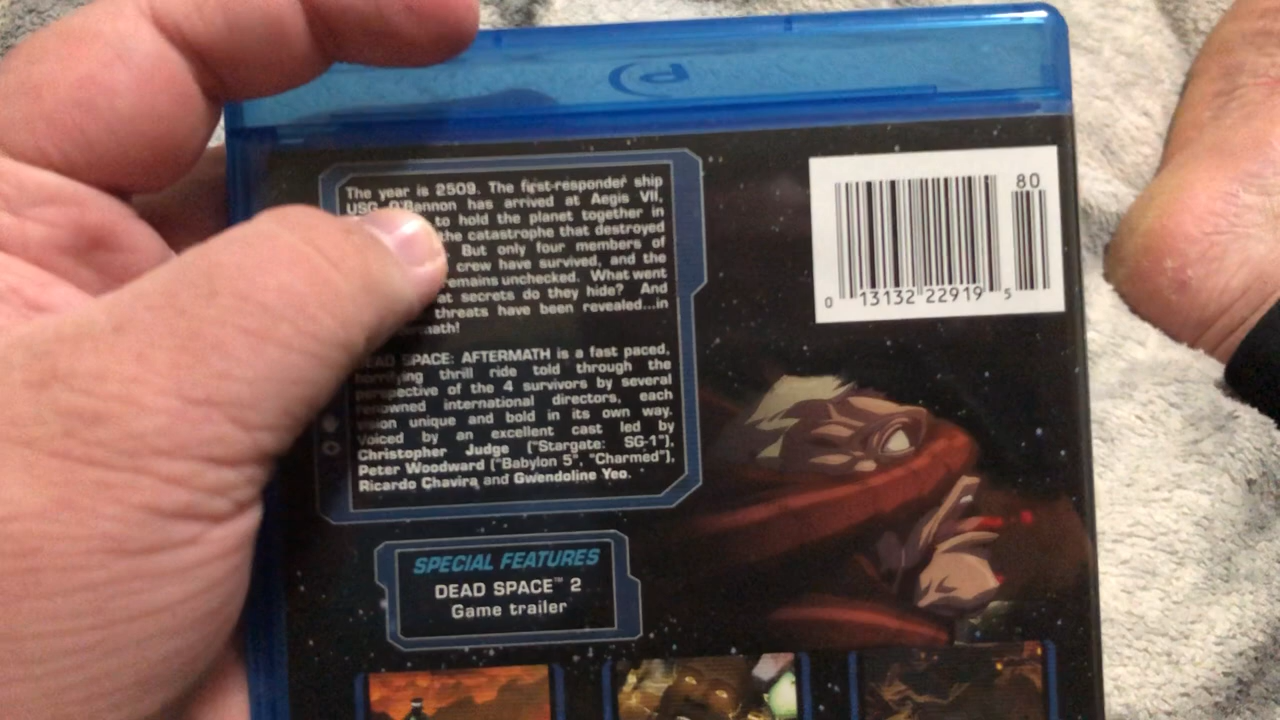 The year is 2509. The first-responder ship
USG O'Bannon has arrived at Aegis VII,
to hold the planet together in
the catastrophe that destroyed
But only four members of
crew have survived, and the
remains unchecked. What went
secrets do they hide? And
threats have been revealed...in
DEAD SPACE: AFTERMATH is a fast paced,
horrifying thrill ride told through the
perspective of the 4 survivors by several
renowned international directors, each
vision unique and bold in its own way.
Voiced by an excellent cast led by
Christopher Judge ("Stargate: SG-1"),
Peter Woodward ("Babylon 5", "Charmed"),
Ricardo Chavira and Gwendoline Yeo.
SPECIAL FEATURES
DEAD SPACE™ 2
Game trailer
80
0 13132 22919 5